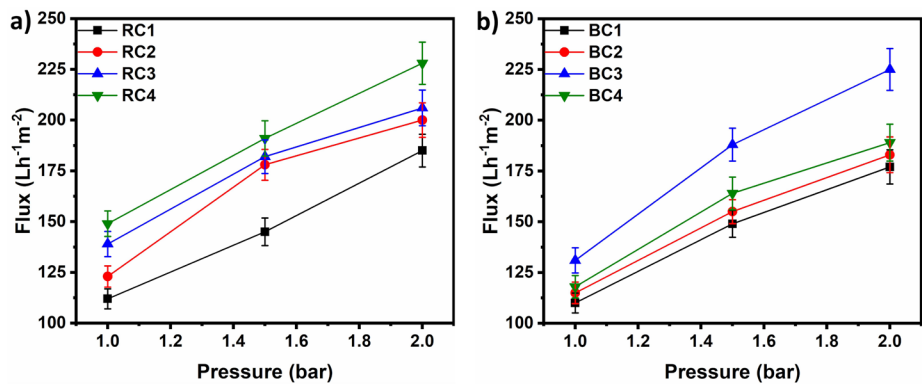 a)
RC1
RC2
RC3
RC4
Flux (Lh⁻¹m⁻²)
250
225
200
175
150
125
100
1.0 1.2 1.4 1.6 1.8 2.0
Pressure (bar)
b)
BC1
BC2
BC3
BC4
Flux (Lh⁻¹m⁻²)
250
225
200
175
150
125
100
1.0 1.2 1.4 1.6 1.8 2.0
Pressure (bar)